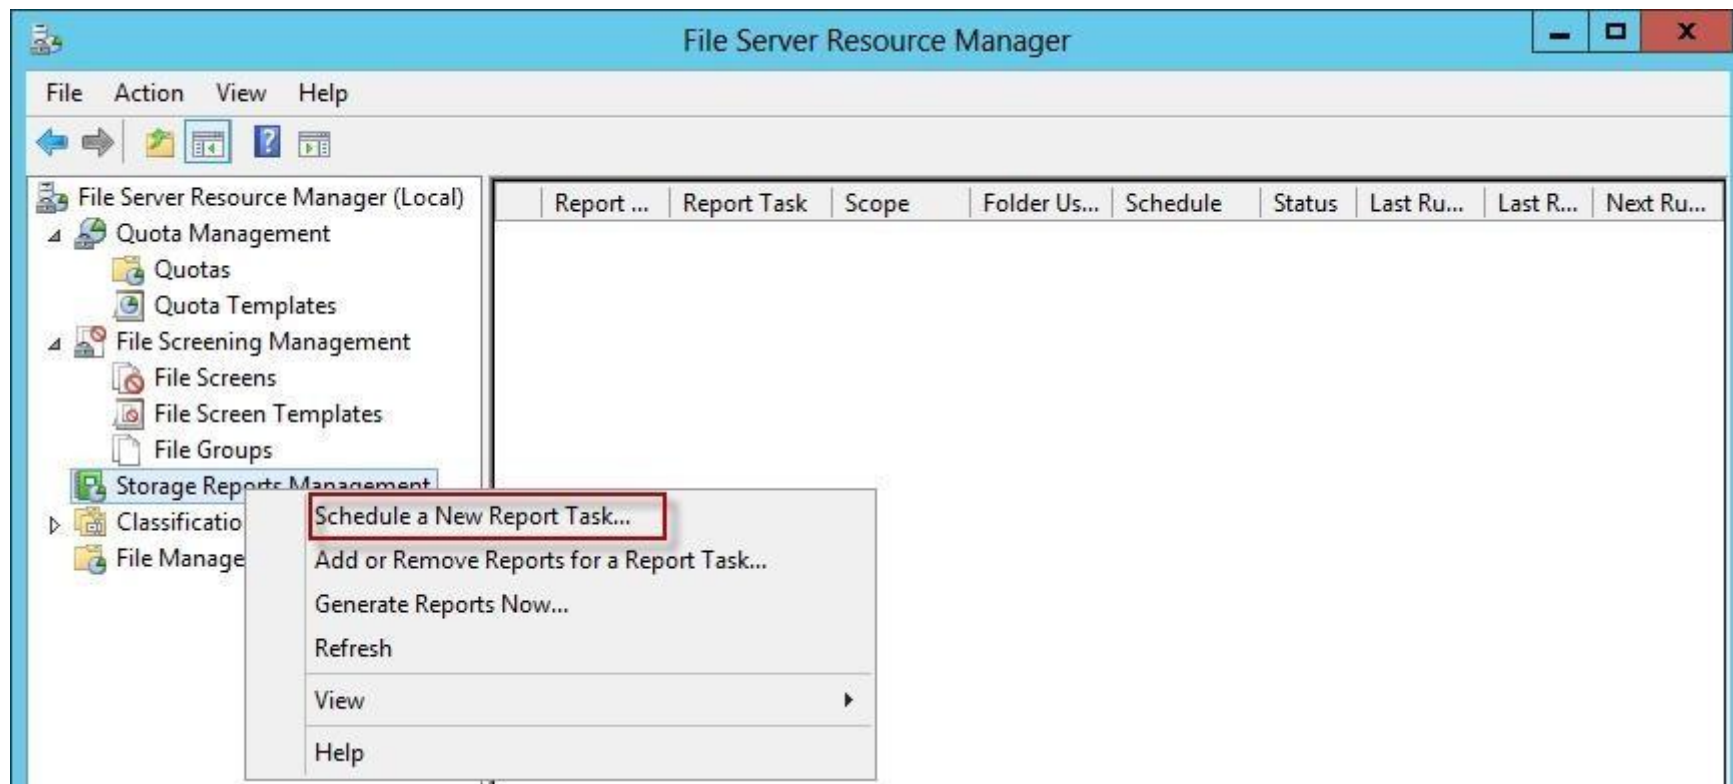 File Server Resource Manager
File Action View Help
File Server Resource Manager (Local)
Report ... Report Task Scope Folder Us... Schedule Status Last Ru... Last R... Next Ru...
Quota Management
Quotas
Quota Templates
File Screening Management
File Screens
File Screen Templates
File Groups
Storage Reports Management
Classificatio
File Manage
Schedule a New Report Task...
Add or Remove Reports for a Report Task...
Generate Reports Now...
Refresh
View
Help